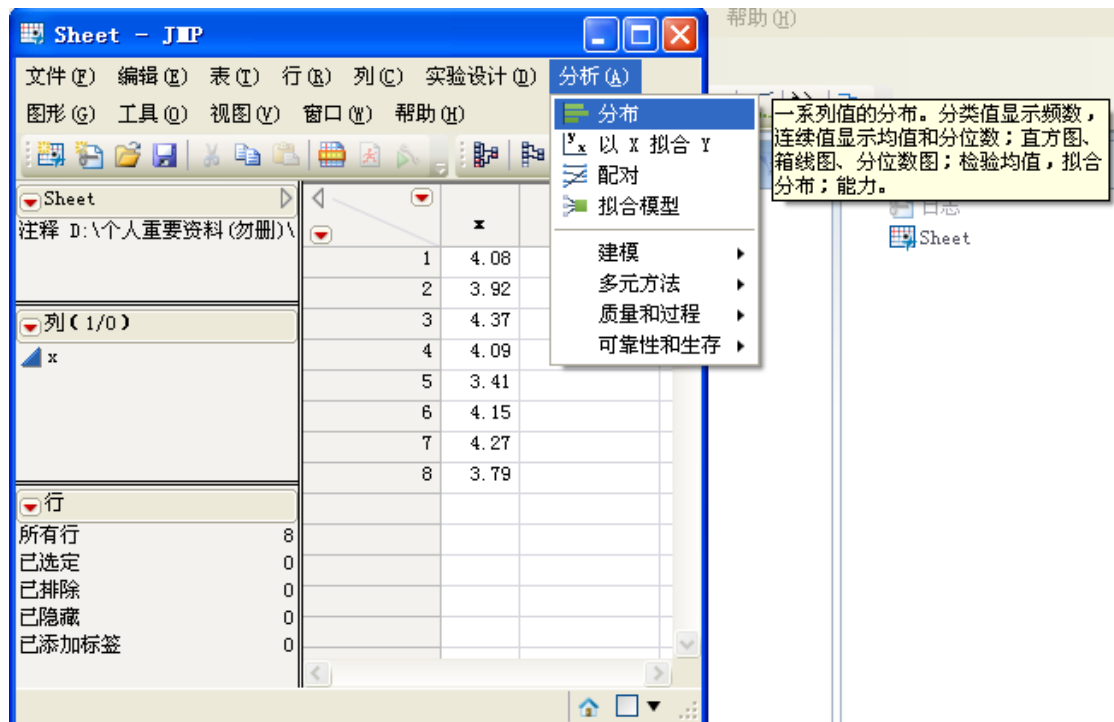 Sheet - JMP
帮助(H)
文件(F) 编辑(E) 表(T) 行(R) 列(C) 实验设计(D) 分析(A)
图形(G) 工具(O) 视图(V) 窗口(W) 帮助(H)
分布
以 X 拟合 Y
配对
拟合模型
建模
多元方法
质量和过程
可靠性和生存
一系列值的分布。分类值显示频数，
连续值显示均值和分位数；直方图、
箱线图、分位数图；检验均值，拟合
分布；能力。
日志
Sheet
Sheet
注释 D:\个人重要资料(勿删)\
列(1/0)
x
x
1 4.08
2 3.92
3 4.37
4 4.09
5 3.41
6 4.15
7 4.27
8 3.79
行
所有行 8
已选定 0
已排除 0
已隐藏 0
已添加标签 0